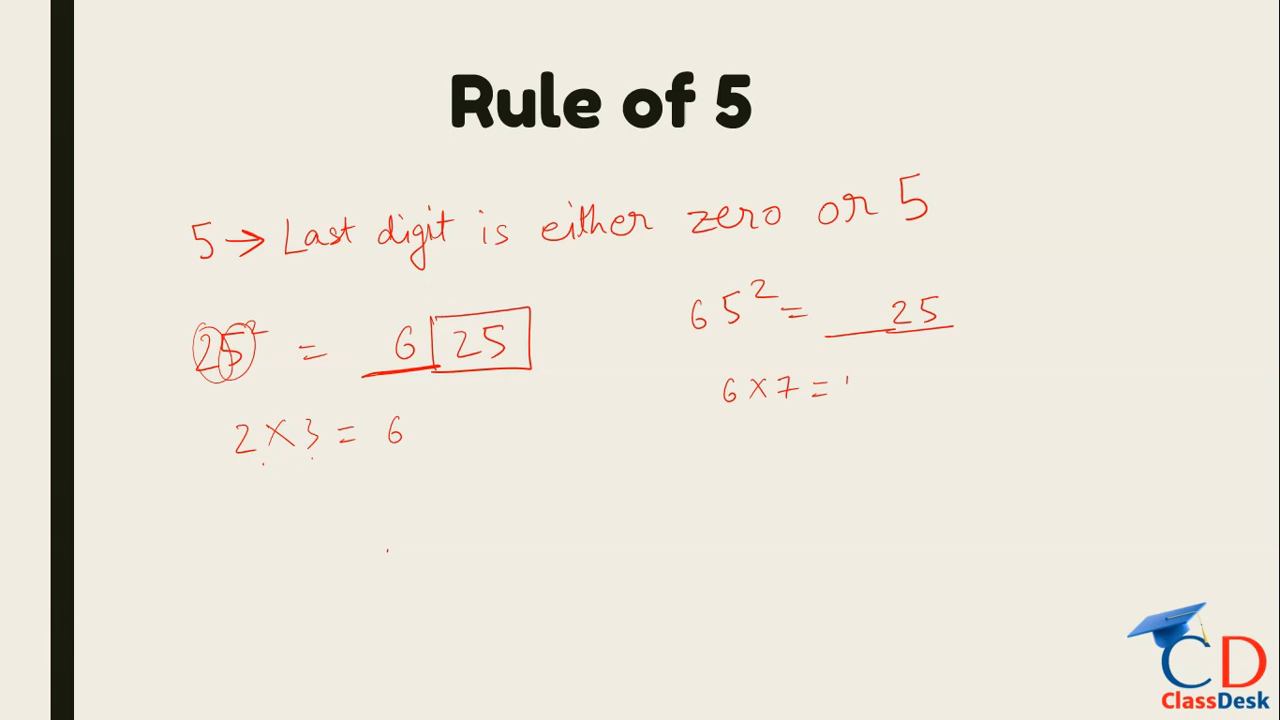 Rule of 5
5 → Last digit is either zero or 5
25² = 6 25
2 × 3 = 6
65² = 25
6 × 7 =
CD
ClassDesk